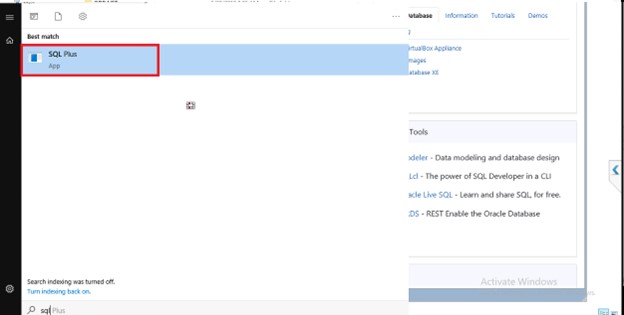 Best match
SQL Plus
App
Search indexing was turned off.
Turn indexing back on.
sql Plus
Database
Information
Tutorials
Demos
VirtualBox Appliance
mages
Database XE
Tools
odeler - Data modeling and database design
Lcl - The power of SQL Developer in a CLI
acle Live SQL - Learn and share SQL, for free.
DS - REST Enable the Oracle Database
Activate Windows